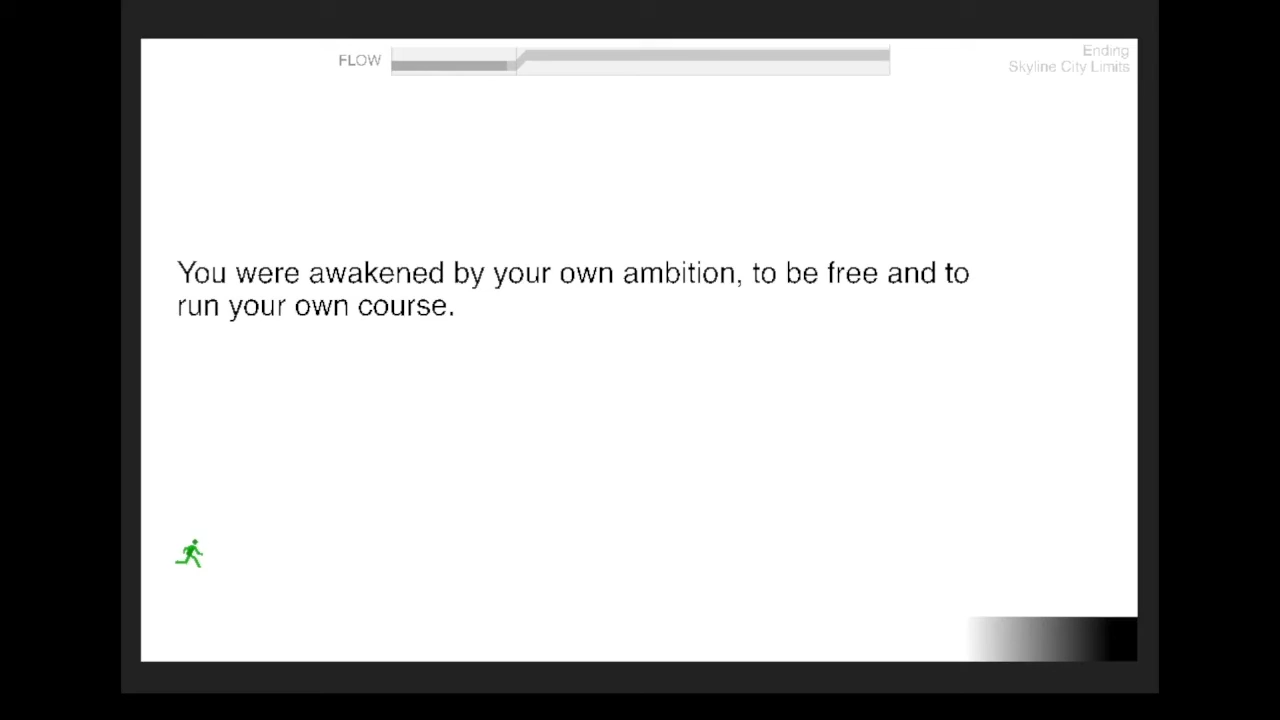 FLOW
Ending
Skyline City Limits
You were awakened by your own ambition, to be free and to
run your own course.